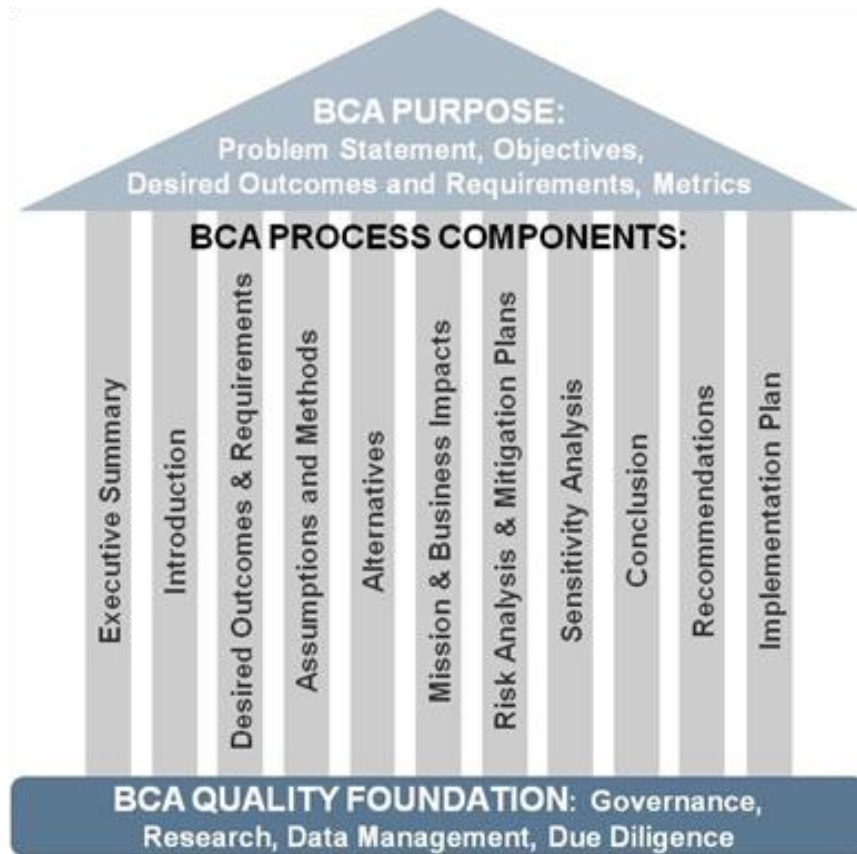 BCA PURPOSE:
Problem Statement, Objectives,
Desired Outcomes and Requirements, Metrics
BCA PROCESS COMPONENTS:
Executive Summary
Introduction
Desired Outcomes & Requirements
Assumptions and Methods
Alternatives
Mission & Business Impacts
Risk Analysis & Mitigation Plans
Sensitivity Analysis
Conclusion
Recommendations
Implementation Plan
BCA QUALITY FOUNDATION: Governance,
Research, Data Management, Due Diligence